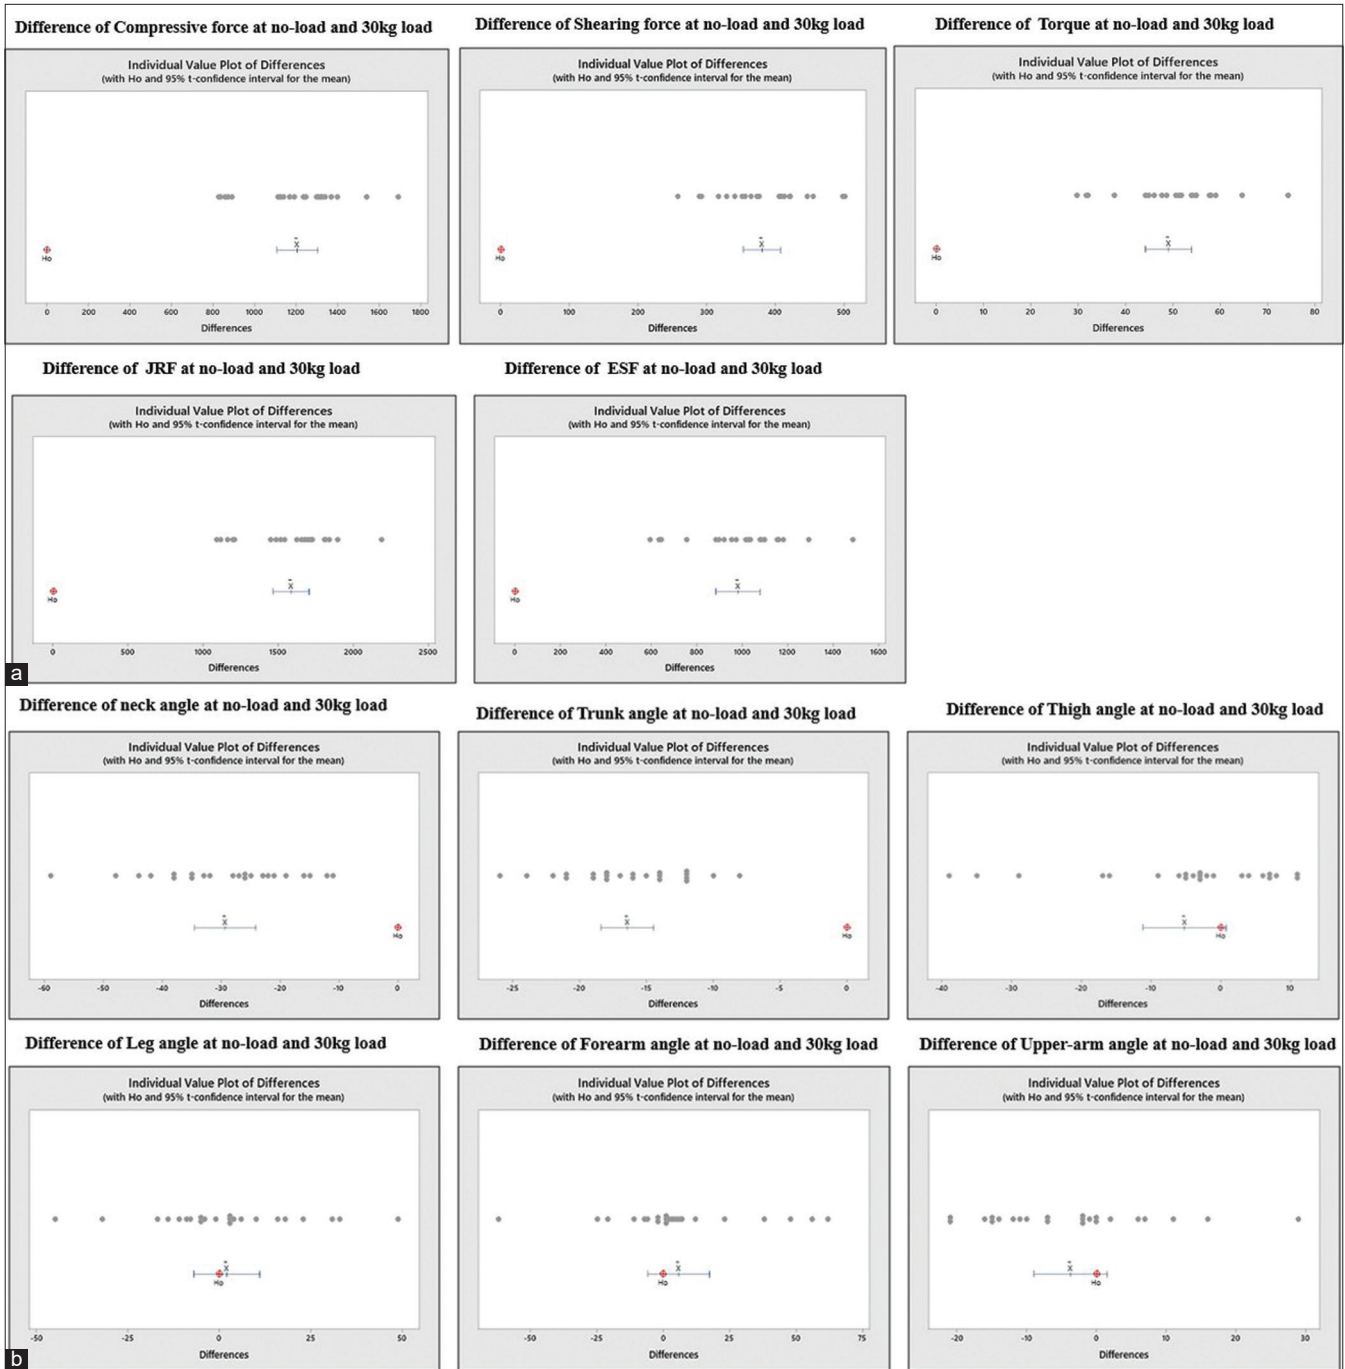 Difference of Compressive force at no-load and 30kg load
Individual Value Plot of Differences
(with Ho and 95% t-confidence interval for the mean)
X
Ho
0 200 400 600 800 1000 1200 1400 1600 1800
Differences
Difference of Shearing force at no-load and 30kg load
Individual Value Plot of Differences
(with Ho and 95% t-confidence interval for the mean)
X
Ho
0 100 200 300 400 500
Differences
Difference of Torque at no-load and 30kg load
Individual Value Plot of Differences
(with Ho and 95% t-confidence interval for the mean)
X
Ho
0 10 20 30 40 50 60 70 80
Differences
Difference of JRF at no-load and 30kg load
Individual Value Plot of Differences
(with Ho and 95% t-confidence interval for the mean)
X
Ho
0 500 1000 1500 2000 2500
Differences
Difference of ESF at no-load and 30kg load
Individual Value Plot of Differences
(with Ho and 95% t-confidence interval for the mean)
X
Ho
0 200 400 600 800 1000 1200 1400 1600
Differences
a
Difference of neck angle at no-load and 30kg load
Individual Value Plot of Differences
(with Ho and 95% t-confidence interval for the mean)
X
Ho
-60 -50 -40 -30 -20 -10 0
Differences
Difference of Trunk angle at no-load and 30kg load
Individual Value Plot of Differences
(with Ho and 95% t-confidence interval for the mean)
X
Ho
-25 -20 -15 -10 -5 0
Differences
Difference of Thigh angle at no-load and 30kg load
Individual Value Plot of Differences
(with Ho and 95% t-confidence interval for the mean)
X
Ho
-40 -30 -20 -10 0 10
Differences
Difference of Leg angle at no-load and 30kg load
Individual Value Plot of Differences
(with Ho and 95% t-confidence interval for the mean)
X
Ho
-50 -25 0 25 50
Differences
Difference of Forearm angle at no-load and 30kg load
Individual Value Plot of Differences
(with Ho and 95% t-confidence interval for the mean)
X
Ho
-50 -25 0 25 50 75
Differences
Difference of Upper-arm angle at no-load and 30kg load
Individual Value Plot of Differences
(with Ho and 95% t-confidence interval for the mean)
X
Ho
-20 -10 0 10 20 30
Differences
b